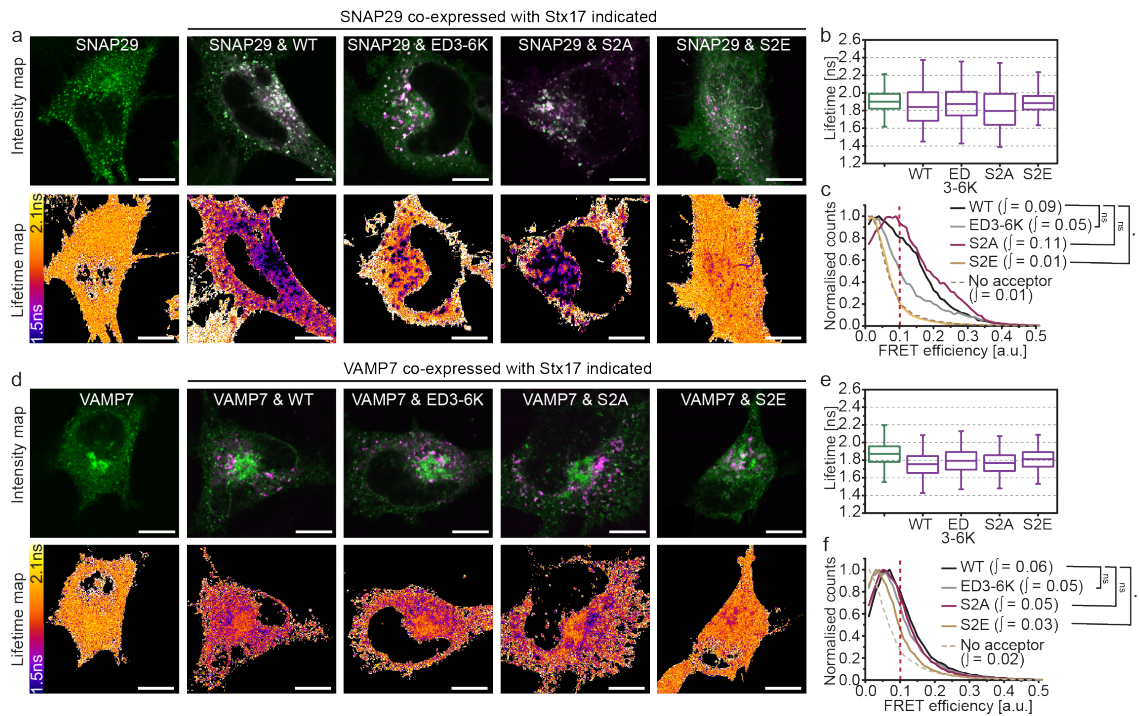 SNAP29 co-expressed with Stx17 indicated
a
Intensity map
SNAP29
SNAP29 & WT
SNAP29 & ED3-6K
SNAP29 & S2A
SNAP29 & S2E
Lifetime map
2.1ns
1.5ns
b
Lifetime [ns]
2.6
2.4
2.2
2.0
1.8
1.6
1.4
1.2
WT
ED
3-6K
S2A
S2E
c
Normalised counts
1.0
0.8
0.6
0.4
0.2
0.0
WT (∫ = 0.09)
ED3-6K (∫ = 0.05)
S2A (∫ = 0.11)
S2E (∫ = 0.01)
No acceptor
(∫ = 0.01)
ns
ns
*
0.0 0.1 0.2 0.3 0.4 0.5
FRET efficiency [a.u.]
VAMP7 co-expressed with Stx17 indicated
d
Intensity map
VAMP7
VAMP7 & WT
VAMP7 & ED3-6K
VAMP7 & S2A
VAMP7 & S2E
Lifetime map
2.1ns
1.5ns
e
Lifetime [ns]
2.6
2.4
2.2
2.0
1.8
1.6
1.4
1.2
WT
ED
3-6K
S2A
S2E
f
Normalised counts
1.0
0.8
0.6
0.4
0.2
0.0
WT (∫ = 0.06)
ED3-6K (∫ = 0.05)
S2A (∫ = 0.05)
S2E (∫ = 0.03)
No acceptor
(∫ = 0.02)
ns
ns
*
0.0 0.1 0.2 0.3 0.4 0.5
FRET efficiency [a.u.]